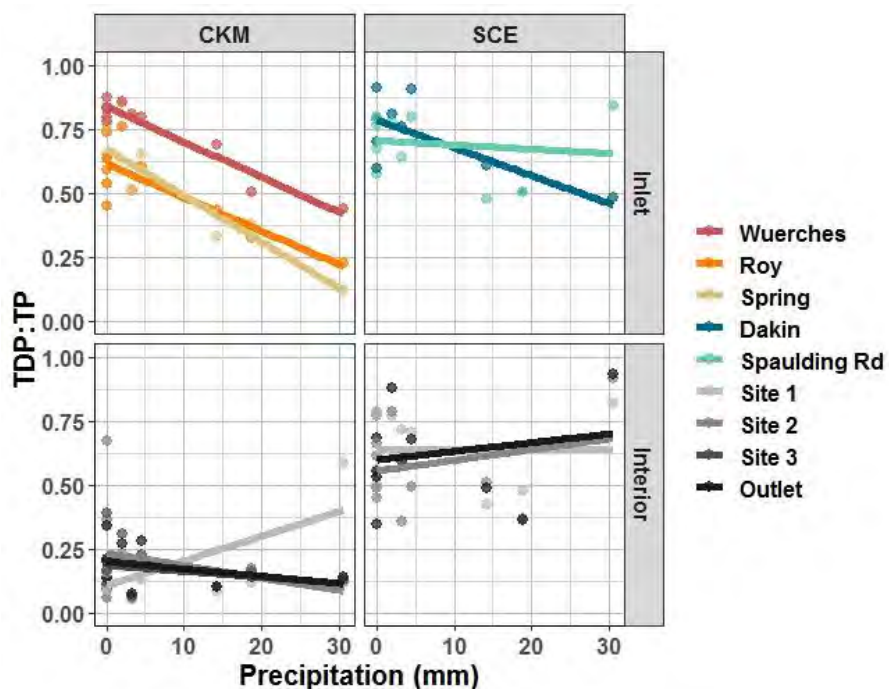 CKM
SCE
1.00
0.75
0.50
0.25
0.00
Inlet
1.00
0.75
0.50
0.25
0.00
Interior
TDP:TP
0
10
20
30
0
10
20
30
Precipitation (mm)
Wuerches
Roy
Spring
Dakin
Spaulding Rd
Site 1
Site 2
Site 3
Outlet